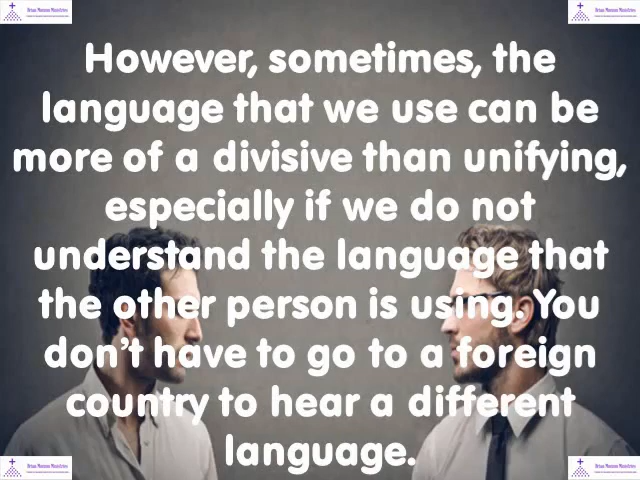 However, sometimes, the
language that we use can be
more of a divisive than unifying,
especially if we do not
understand the language that
the other person is using. You
don't have to go to a foreign
country to hear a different
language.